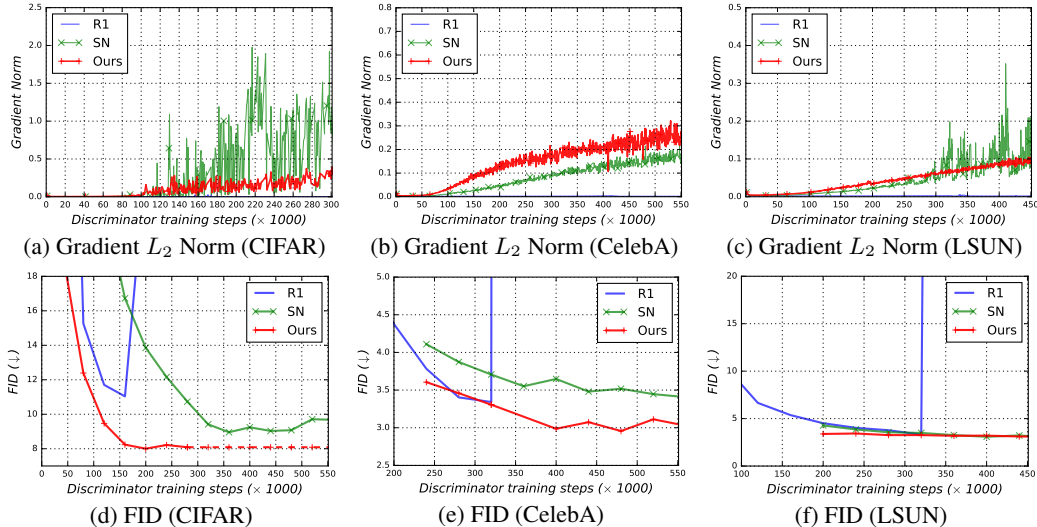 2.5
2.0
1.5
1.0
0.5
0.0
Gradient Norm
R1
SN
Ours
0 20 40 60 80 100 120 140 160 180 200 220 240 260 280 300
Discriminator training steps (× 1000)
(a) Gradient L2 Norm (CIFAR)
0.8
0.7
0.6
0.5
0.4
0.3
0.2
0.1
0.0
Gradient Norm
R1
SN
Ours
0 50 100 150 200 250 300 350 400 450 500 550
Discriminator training steps (× 1000)
(b) Gradient L2 Norm (CelebA)
0.5
0.4
0.3
0.2
0.1
0.0
Gradient Norm
R1
SN
Ours
0 50 100 150 200 250 300 350 400 450
Discriminator training steps (× 1000)
(c) Gradient L2 Norm (LSUN)
18
16
14
12
10
8
FID (↓)
R1
SN
Ours
0 50 100 150 200 250 300 350 400 450 500 550
Discriminator training steps (× 1000)
(d) FID (CIFAR)
5.0
4.5
4.0
3.5
3.0
2.5
FID (↓)
R1
SN
Ours
200 250 300 350 400 450 500 550
Discriminator training steps (× 1000)
(e) FID (CelebA)
20
15
10
5
0
FID (↓)
R1
SN
Ours
100 150 200 250 300 350 400 450
Discriminator training steps (× 1000)
(f) FID (LSUN)